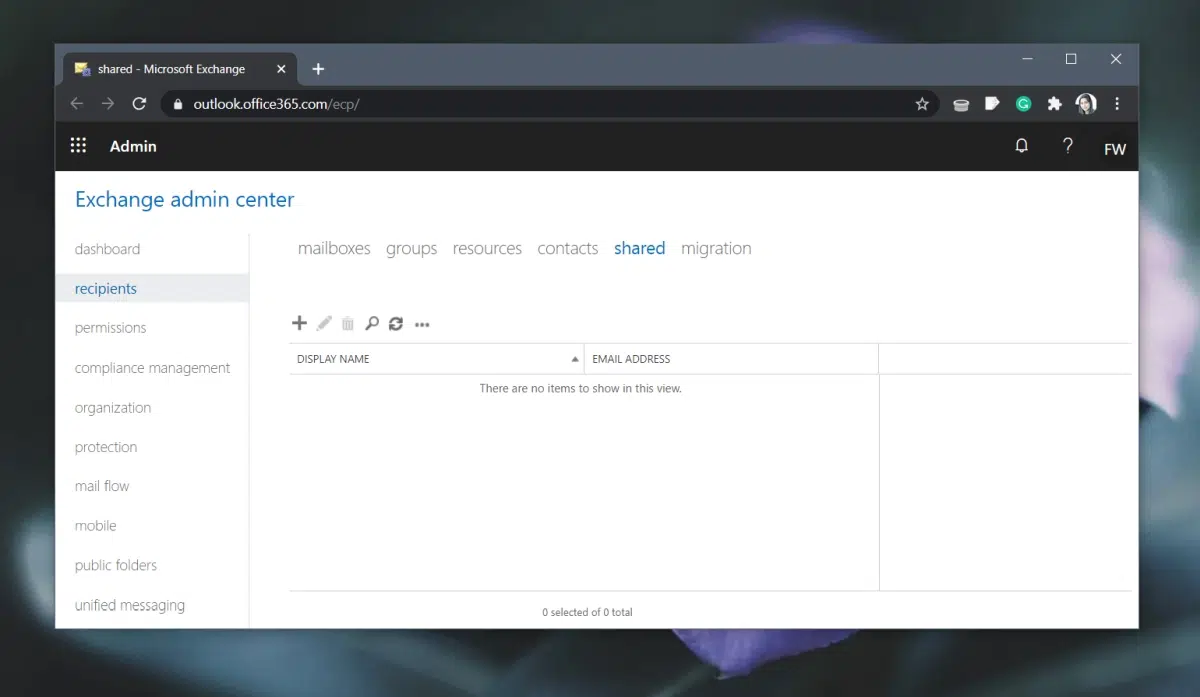 shared - Microsoft Exchange
outlook.office365.com/ecp/
G
Admin
?
FW
Exchange admin center
dashboard
recipients
permissions
compliance management
organization
protection
mail flow
mobile
public folders
unified messaging
mailboxes groups resources contacts shared migration
DISPLAY NAME EMAIL ADDRESS
There are no items to show in this view.
0 selected of 0 total